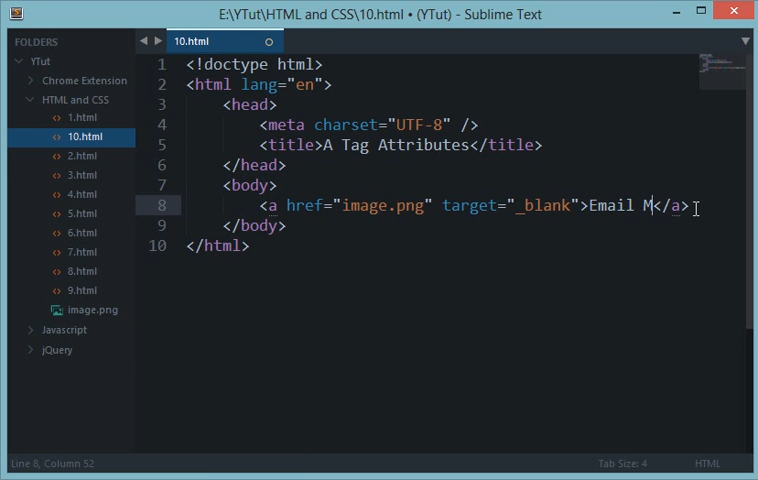 E:\YTut\HTML and CSS\10.html • (YTut) - Sublime Text
FOLDERS
YTut
Chrome Extension
HTML and CSS
1.html
10.html
2.html
3.html
4.html
5.html
6.html
7.html
8.html
9.html
image.png
Javascript
jQuery
10.html
1 <!doctype html>
2 <html lang="en">
3 <head>
4 <meta charset="UTF-8" />
5 <title>A Tag Attributes</title>
6 </head>
7 <body>
8 <a href="image.png" target="_blank">Email M</a>
9 </body>
10 </html>
Line 8, Column 52
Tab Size: 4
HTML